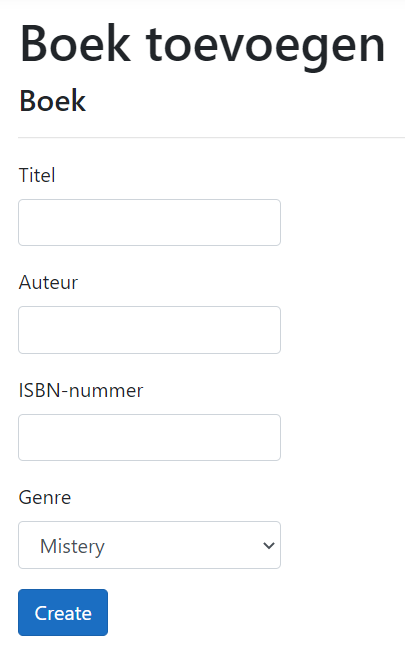 Boek toevoegen
Boek
Titel
Auteur
ISBN-nummer
Genre
Mistery
Create